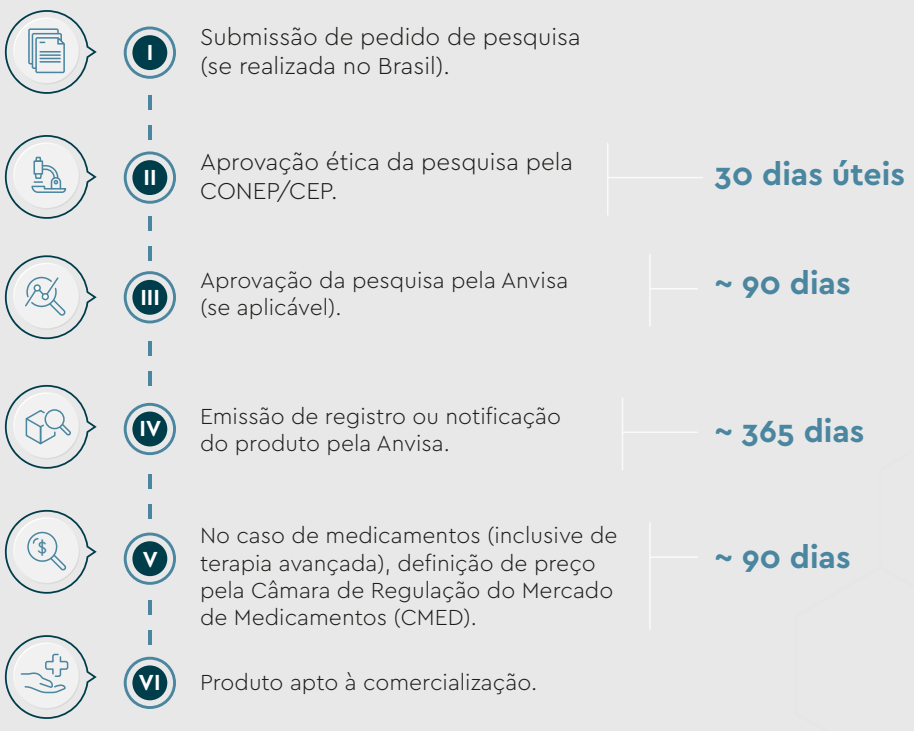 I
Submissão de pedido de pesquisa
(se realizada no Brasil).
II
Aprovação ética da pesquisa pela
CONEP/CEP.
30 dias úteis
III
Aprovação da pesquisa pela Anvisa
(se aplicável).
~ 90 dias
IV
Emissão de registro ou notificação
do produto pela Anvisa.
~ 365 dias
V
No caso de medicamentos (inclusive de
terapia avançada), definição de preço
pela Câmara de Regulação do Mercado
de Medicamentos (CMED).
~ 90 dias
VI
Produto apto à comercialização.